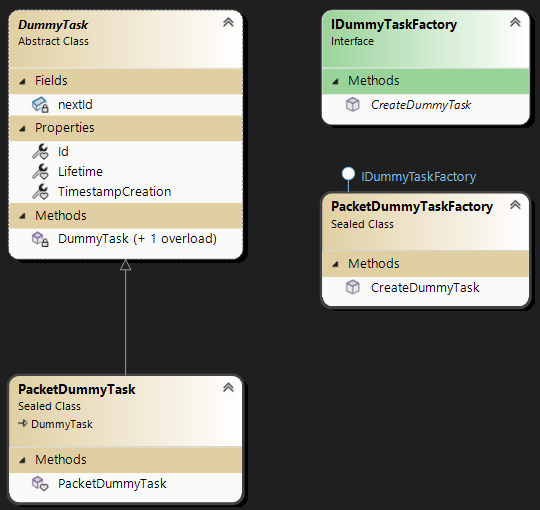 DummyTask
Abstract Class
Fields
nextId
Properties
Id
Lifetime
TimestampCreation
Methods
DummyTask (+ 1 overload)
IDummyTaskFactory
Interface
Methods
CreateDummyTask
IDummyTaskFactory
PacketDummyTaskFactory
Sealed Class
Methods
CreateDummyTask
PacketDummyTask
Sealed Class
DummyTask
Methods
PacketDummyTask